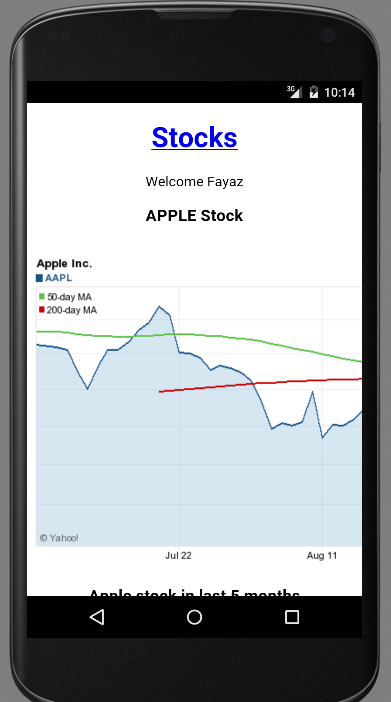 3G 10:14
Stocks
Welcome Fayaz
APPLE Stock
Apple Inc.
AAPL
50-day MA
200-day MA
© Yahoo!
Jul 22 Aug 11
Apple stock in last 5 months